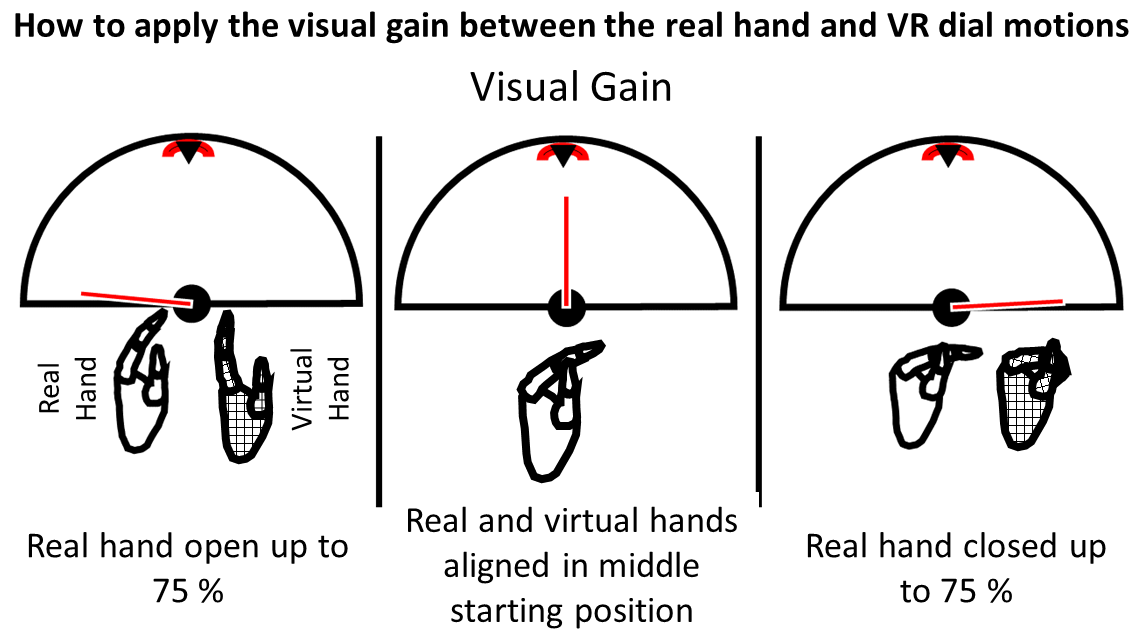 How to apply the visual gain between the real hand and VR dial motions
Visual Gain
Real
Hand
Virtual
Hand
Real hand open up to
75 %
Real and virtual hands
aligned in middle
starting position
Real hand closed up
to 75 %